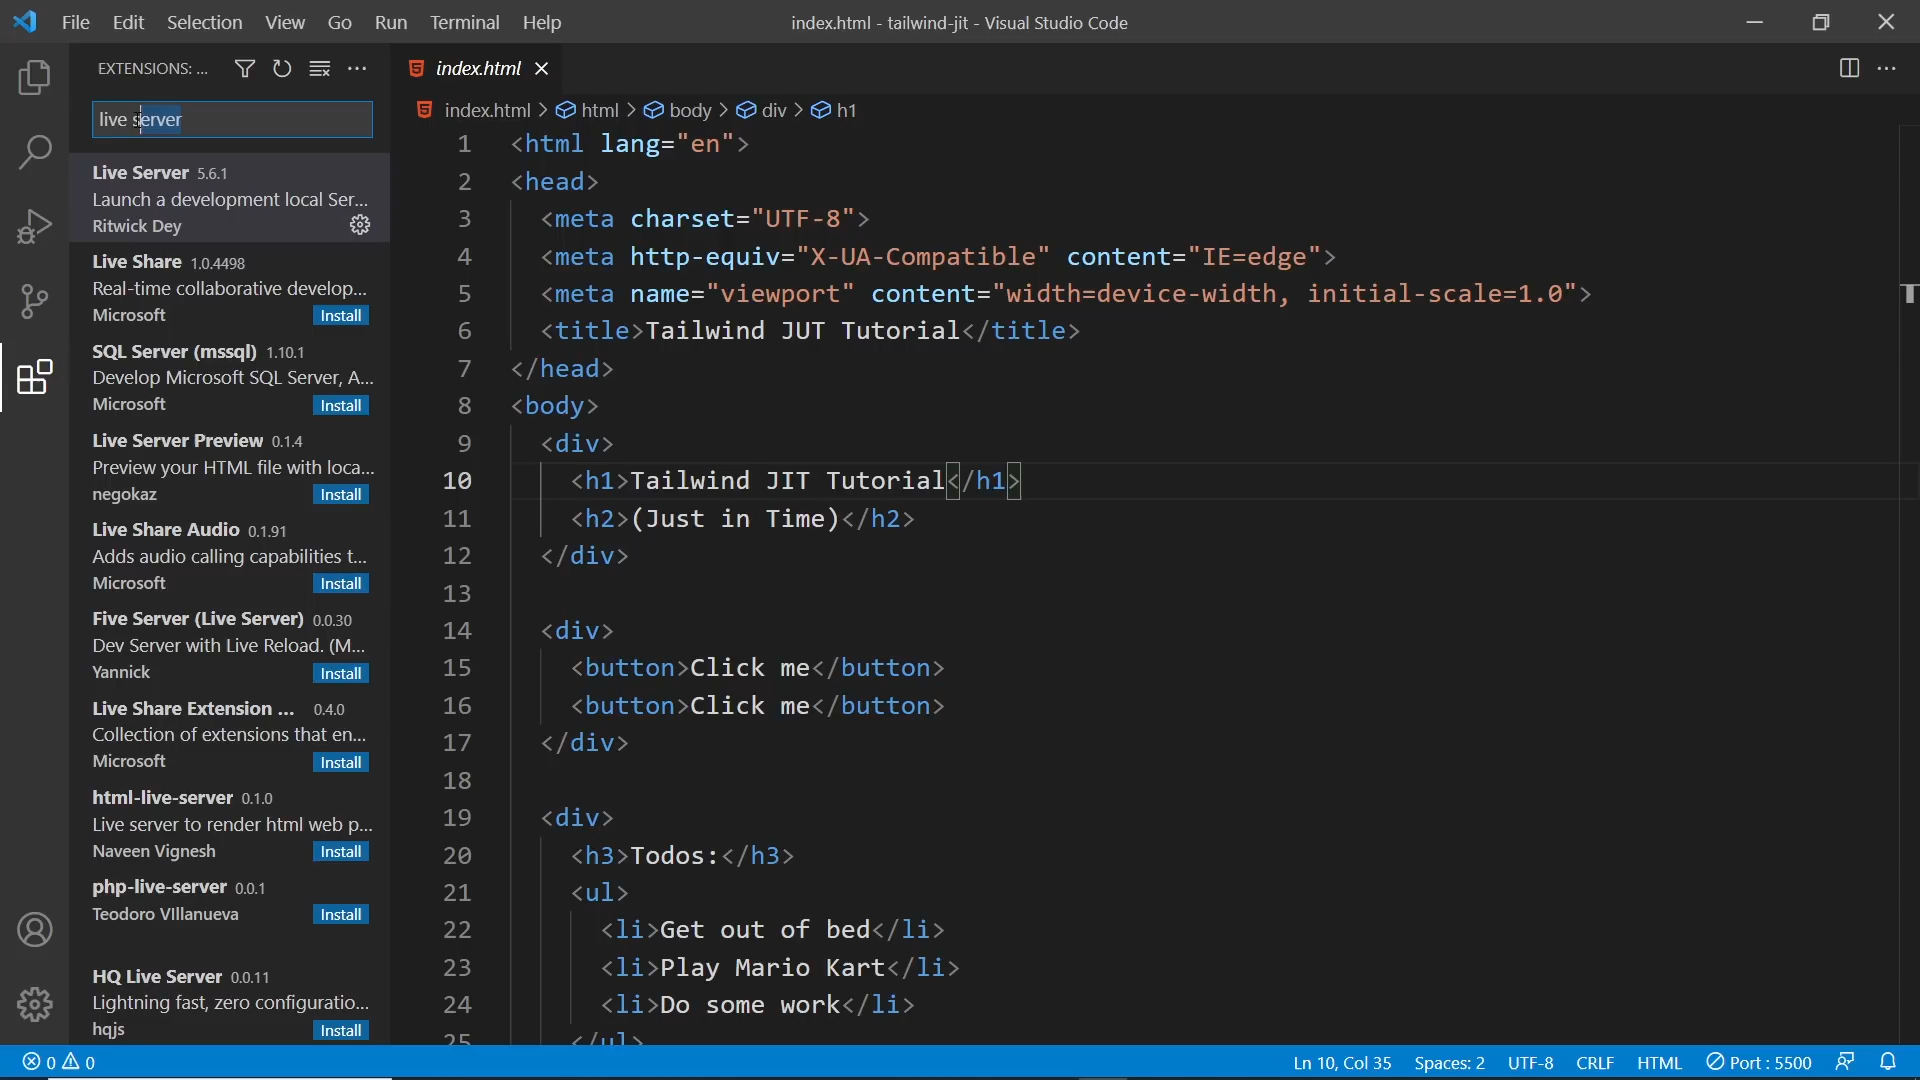 File Edit Selection View Go Run Terminal Help
index.html - tailwind-jit - Visual Studio Code
EXTENSIONS: ...
live server
Live Server 5.6.1
Launch a development local Ser...
Ritwick Dey
Live Share 1.0.4498
Real-time collaborative develop...
Microsoft Install
SQL Server (mssql) 1.10.1
Develop Microsoft SQL Server, A...
Microsoft Install
Live Server Preview 0.1.4
Preview your HTML file with loca...
negokaz Install
Live Share Audio 0.1.91
Adds audio calling capabilities t...
Microsoft Install
Five Server (Live Server) 0.0.30
Dev Server with Live Reload. (M...
Yannick Install
Live Share Extension ... 0.4.0
Collection of extensions that en...
Microsoft Install
html-live-server 0.1.0
Live server to render html web p...
Naveen Vignesh Install
php-live-server 0.0.1
Teodoro VIllanueva Install
HQ Live Server 0.0.11
Lightning fast, zero configuratio...
hqjs Install
index.html
index.html > html > body > div > h1
1 <html lang="en">
2 <head>
3 <meta charset="UTF-8">
4 <meta http-equiv="X-UA-Compatible" content="IE=edge">
5 <meta name="viewport" content="width=device-width, initial-scale=1.0">
6 <title>Tailwind JUT Tutorial</title>
7 </head>
8 <body>
9 <div>
10 <h1>Tailwind JIT Tutorial</h1>
11 <h2>(Just in Time)</h2>
12 </div>
13
14 <div>
15 <button>Click me</button>
16 <button>Click me</button>
17 </div>
18
19 <div>
20 <h3>Todos:</h3>
21 <ul>
22 <li>Get out of bed</li>
23 <li>Play Mario Kart</li>
24 <li>Do some work</li>
25 </ul>
0 0
Ln 10, Col 35 Spaces: 2 UTF-8 CRLF HTML Port : 5500